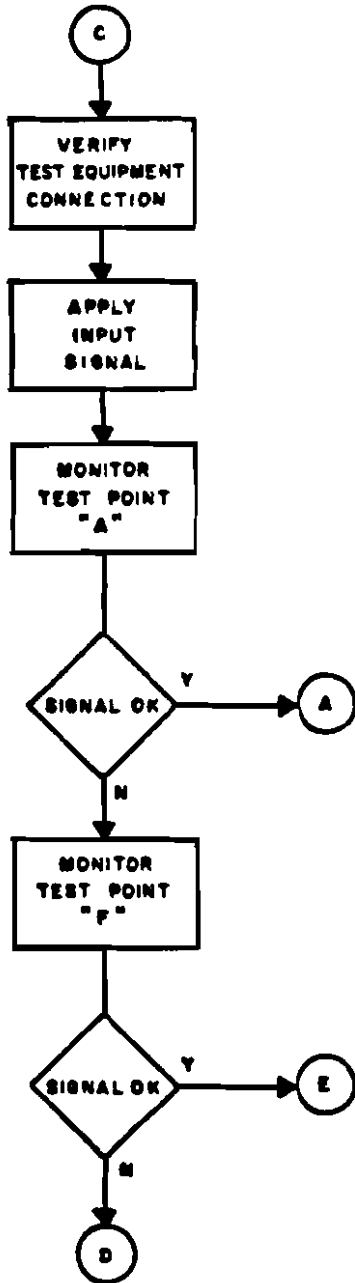 C
VERIFY
TEST EQUIPMENT
CONNECTION
APPLY
INPUT
SIGNAL
MONITOR
TEST POINT
"A"
SIGNAL OK
Y
A
N
MONITOR
TEST POINT
"F"
SIGNAL OK
Y
E
N
D